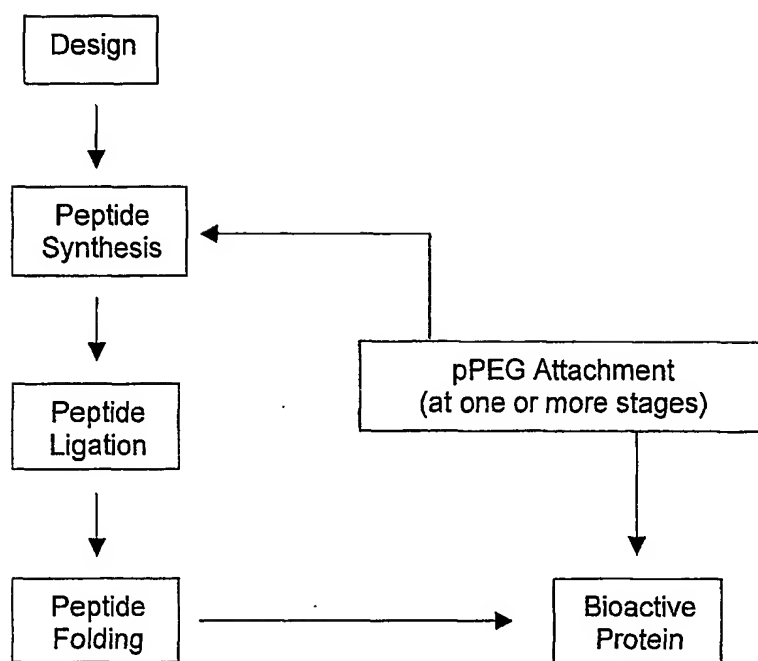 Design
Peptide
Synthesis
pPEG Attachment
(at one or more stages)
Peptide
Ligation
Peptide
Folding
Bioactive
Protein